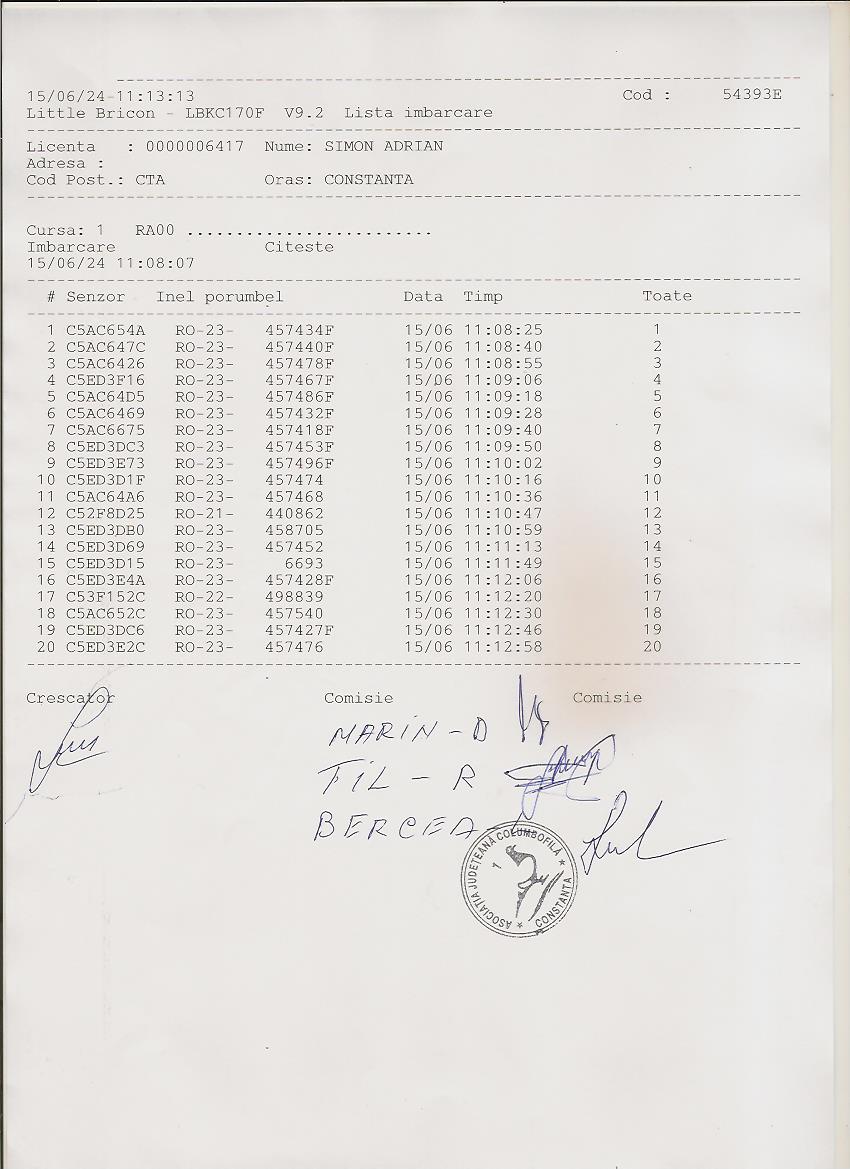 15/06/24-11:13:13 Cod : 54393E
Little Bricon - LBKC170F V9.2 Lista imbarcare
Licenta : 0000006417 Nume: SIMON ADRIAN
Adresa :
Cod Post.: CTA Oras: CONSTANTA
Cursa: 1 RA00 .........................
Imbarcare Citeste
15/06/24 11:08:07
# Senzor Inel porumbel Data Timp Toate
1 C5AC654A RO-23- 457434F 15/06 11:08:25 1
2 C5AC647C RO-23- 457440F 15/06 11:08:40 2
3 C5AC6426 RO-23- 457478F 15/06 11:08:55 3
4 C5ED3F16 RO-23- 457467F 15/06 11:09:06 4
5 C5AC64D5 RO-23- 457486F 15/06 11:09:18 5
6 C5AC6469 RO-23- 457432F 15/06 11:09:28 6
7 C5AC6675 RO-23- 457418F 15/06 11:09:40 7
8 C5ED3DC3 RO-23- 457453F 15/06 11:09:50 8
9 C5ED3E73 RO-23- 457496F 15/06 11:10:02 9
10 C5ED3D1F RO-23- 457474 15/06 11:10:16 10
11 C5AC64A6 RO-23- 457468 15/06 11:10:36 11
12 C52F8D25 RO-21- 440862 15/06 11:10:47 12
13 C5ED3DB0 RO-23- 458705 15/06 11:10:59 13
14 C5ED3D69 RO-23- 457452 15/06 11:11:13 14
15 C5ED3D15 RO-23- 6693 15/06 11:11:49 15
16 C5ED3E4A RO-23- 457428F 15/06 11:12:06 16
17 C53F152C RO-22- 498839 15/06 11:12:20 17
18 C5AC652C RO-23- 457540 15/06 11:12:30 18
19 C5ED3DC6 RO-23- 457427F 15/06 11:12:46 19
20 C5ED3E2C RO-23- 457476 15/06 11:12:58 20
Crescator Comisie Comisie
MARIN - D
FIL - R
BERCEA
ASOCIAȚIA JUDEȚEANĂ COLUMBOFILĂ * CONSTANTA *
1